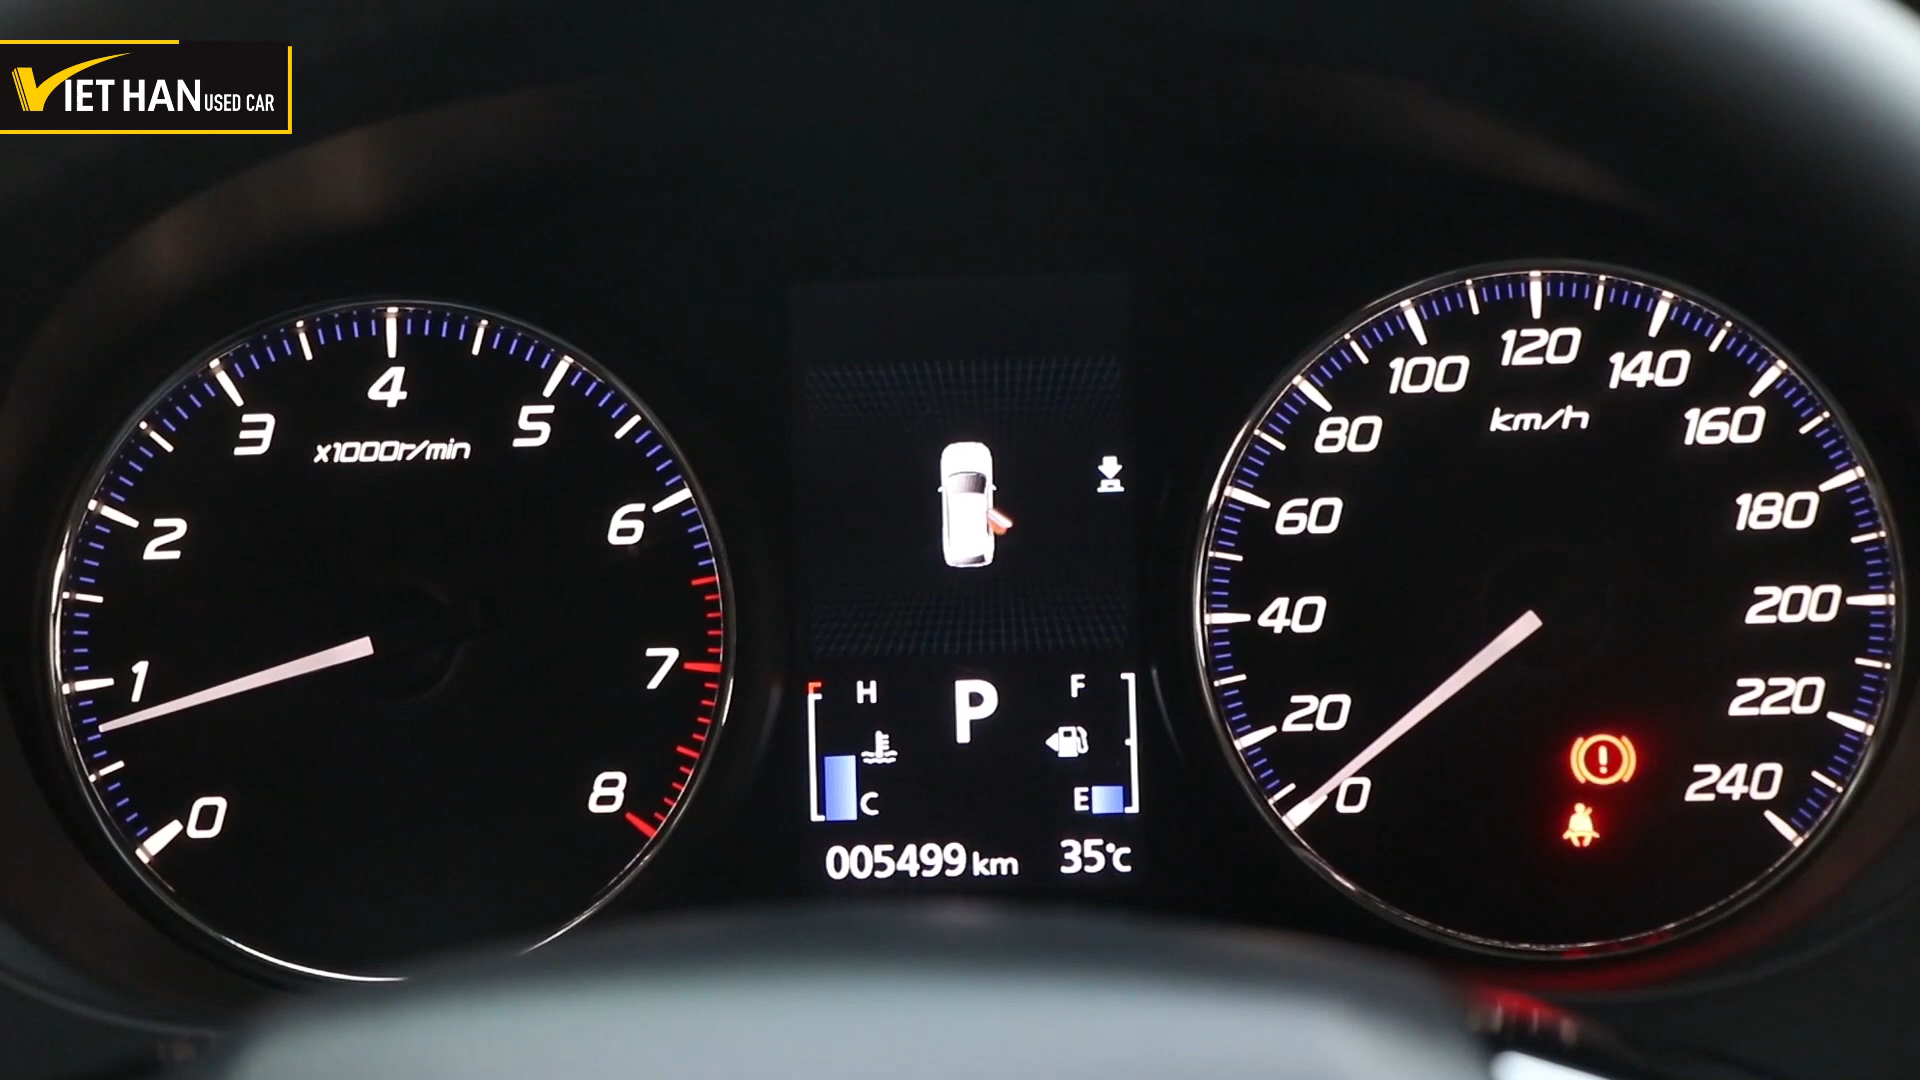 VIET HAN USED CAR
0 1 2 3 4 5 6 7 8
x1000r/min
H P F
C E
005499 km 35°C
0 20 40 60 80 100 120 140 160 180 200 220 240
km/h